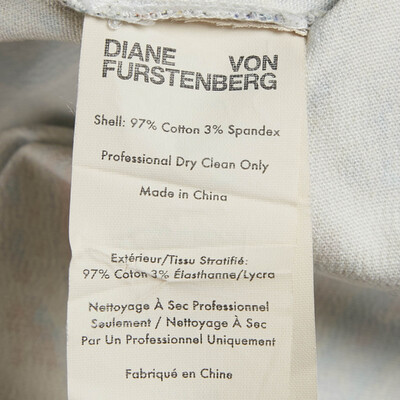 DIANE VON
FURSTENBERG
Shell: 97% Cotton 3% Spandex
Professional Dry Clean Only
Made in China
Extérieur/Tissu Stratifié:
97% Coton 3% Élasthanne/Lycra
Nettoyage À Sec Professionnel
Seulement / Nettoyage À Sec
Par Un Professionnel Uniquement
Fabriqué en Chine